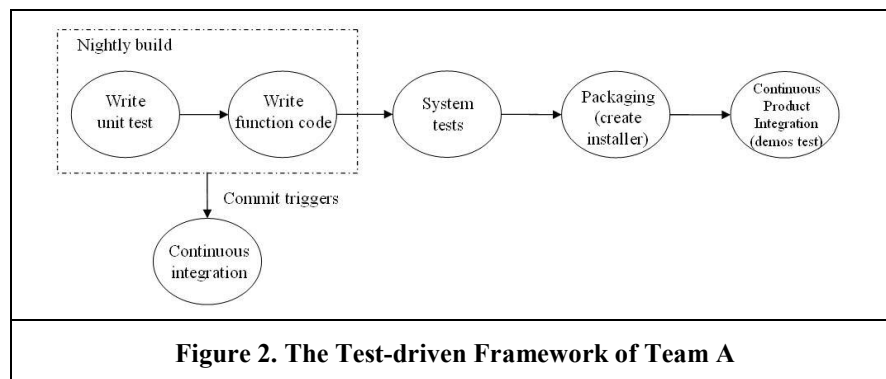 Nightly build
Write
unit test
Write
function code
System
tests
Packaging
(create
installer)
Continuous
Product
Integration
(demos test)
Commit triggers
Continuous
integration
Figure 2. The Test-driven Framework of Team A